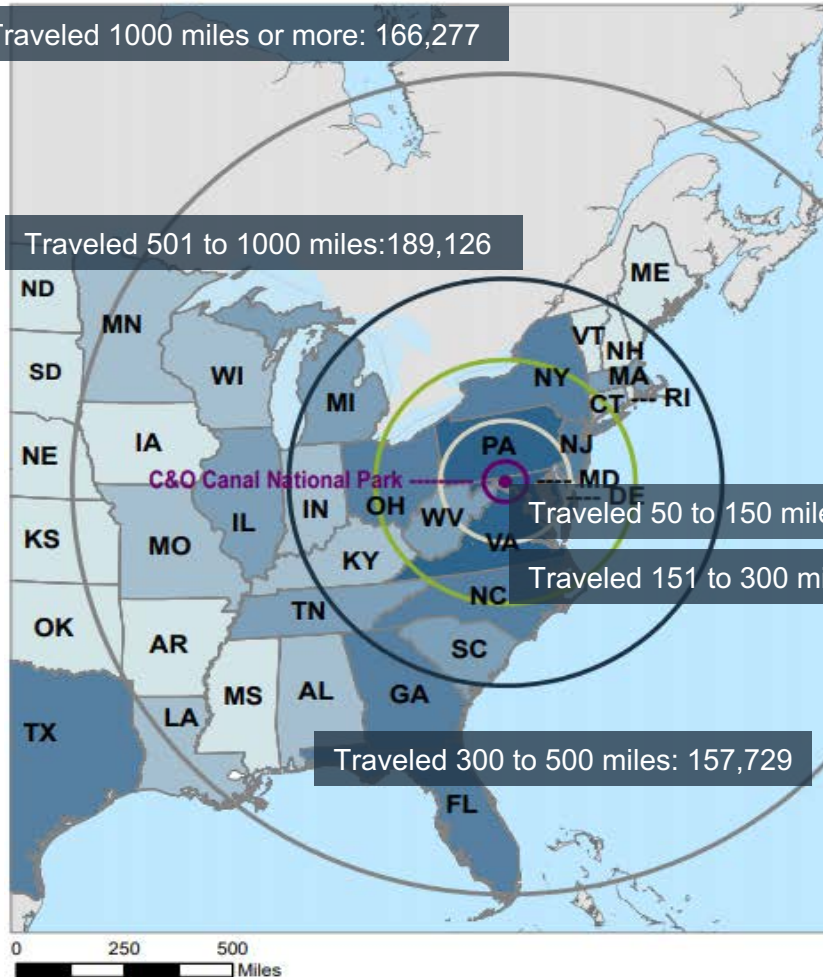 Traveled 1000 miles or more: 166,277
Traveled 501 to 1000 miles:189,126
ME
ND
MN
VT
NH
SD
WI
NY
MA
MI
CT --- RI
IA
PA
NJ
NE
C&O Canal National Park
MD
IL
IN
OH
DE
WV
Traveled 50 to 150 mile
KS
MO
VA
KY
Traveled 151 to 300 mi
NC
TN
OK
AR
SC
MS
AL
GA
LA
TX
Traveled 300 to 500 miles: 157,729
FL
0 250 500
Miles